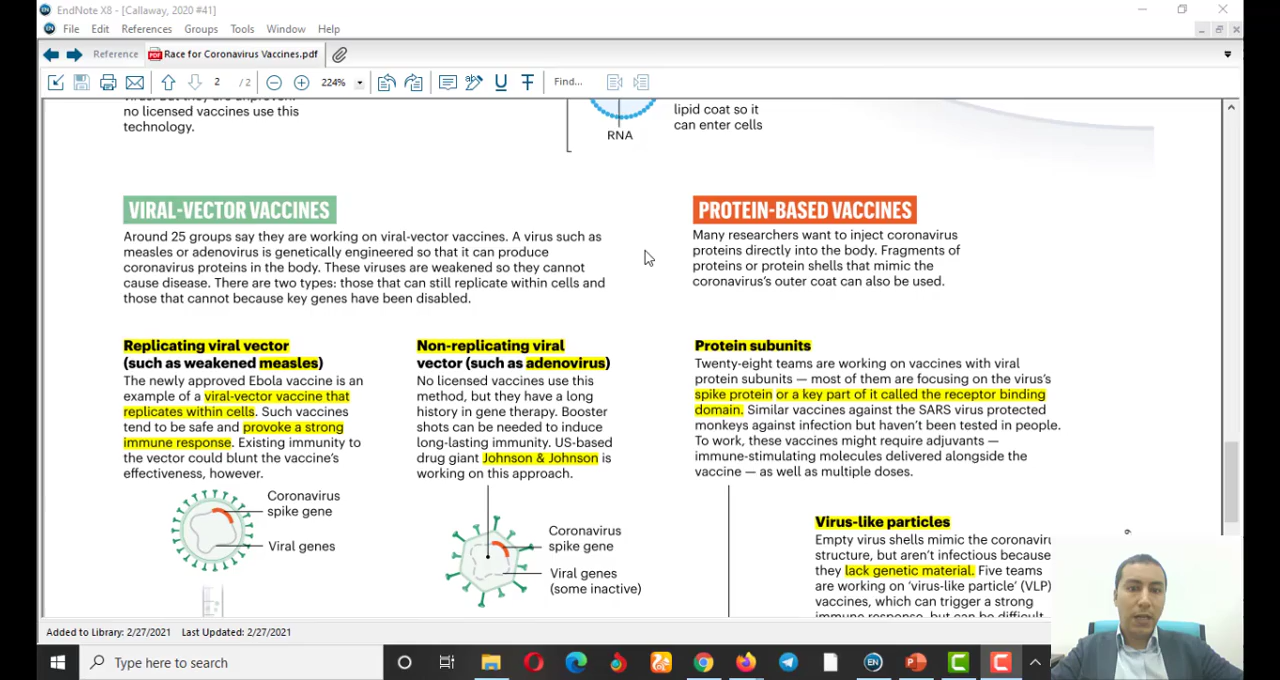 EndNote X8 - [Callaway, 2020 #41]
File Edit References Groups Tools Window Help
Reference Race for Coronavirus Vaccines.pdf
2 / 2 224% Find...
no licensed vaccines use this
technology.
lipid coat so it
can enter cells
RNA
VIRAL-VECTOR VACCINES
Around 25 groups say they are working on viral-vector vaccines. A virus such as
measles or adenovirus is genetically engineered so that it can produce
coronavirus proteins in the body. These viruses are weakened so they cannot
cause disease. There are two types: those that can still replicate within cells and
those that cannot because key genes have been disabled.
PROTEIN-BASED VACCINES
Many researchers want to inject coronavirus
proteins directly into the body. Fragments of
proteins or protein shells that mimic the
coronavirus's outer coat can also be used.
Replicating viral vector
(such as weakened measles)
The newly approved Ebola vaccine is an
example of a viral-vector vaccine that
replicates within cells. Such vaccines
tend to be safe and provoke a strong
immune response. Existing immunity to
the vector could blunt the vaccine's
effectiveness, however.
Coronavirus
spike gene
Viral genes
Non-replicating viral
vector (such as adenovirus)
No licensed vaccines use this
method, but they have a long
history in gene therapy. Booster
shots can be needed to induce
long-lasting immunity. US-based
drug giant Johnson & Johnson is
working on this approach.
Coronavirus
spike gene
Viral genes
(some inactive)
Protein subunits
Twenty-eight teams are working on vaccines with viral
protein subunits — most of them are focusing on the virus's
spike protein or a key part of it called the receptor binding
domain. Similar vaccines against the SARS virus protected
monkeys against infection but haven't been tested in people.
To work, these vaccines might require adjuvants —
immune-stimulating molecules delivered alongside the
vaccine — as well as multiple doses.
Virus-like particles
Empty virus shells mimic the coronaviru
structure, but aren't infectious because
they lack genetic material. Five teams
are working on 'virus-like particle' (VLP)
vaccines, which can trigger a strong
immune response, but can be difficult
Added to Library: 2/27/2021 Last Updated: 2/27/2021
Type here to search